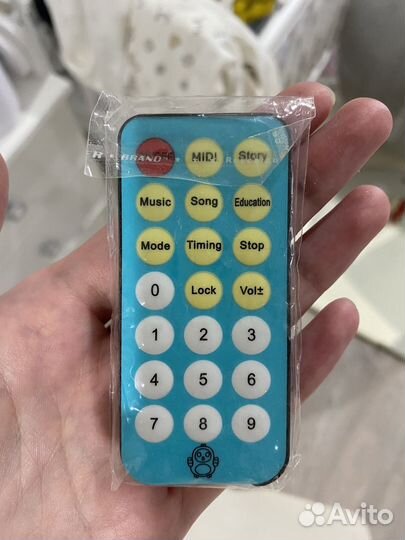 BRAND
MIDI Story
Music Song Education
Mode Timing Stop
0 Lock Vol±
1 2 3
4 5 6
7 8 9
Avito